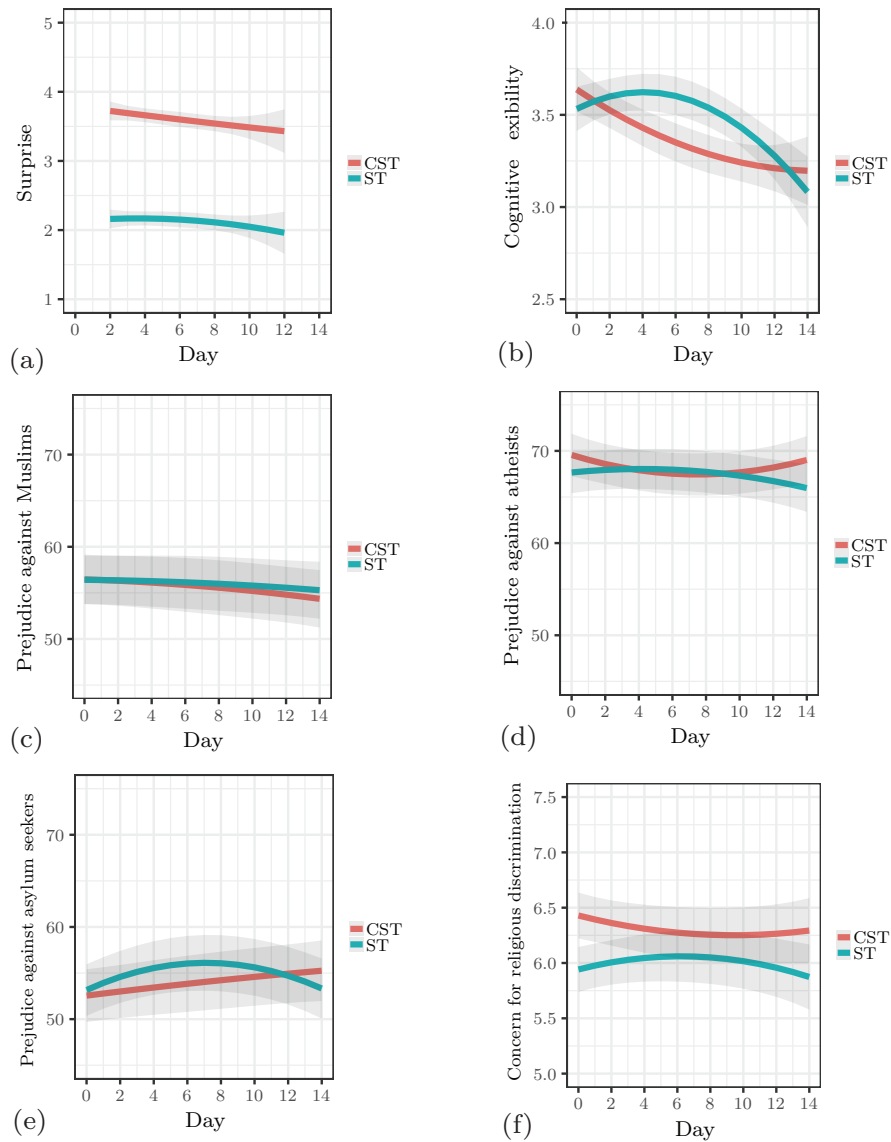 5
4
3
2
1
Surprise
0 2 4 6 8 10 12 14
Day
CST
ST
(a)
4.0
3.5
3.0
2.5
Cognitive exibility
0 2 4 6 8 10 12 14
Day
CST
ST
(b)
70
60
50
Prejudice against Muslims
0 2 4 6 8 10 12 14
Day
CST
ST
(c)
70
60
50
Prejudice against atheists
0 2 4 6 8 10 12 14
Day
CST
ST
(d)
70
60
50
Prejudice against asylum seekers
0 2 4 6 8 10 12 14
Day
CST
ST
(e)
7.5
7.0
6.5
6.0
5.5
5.0
Concern for religious discrimination
0 2 4 6 8 10 12 14
Day
CST
ST
(f)